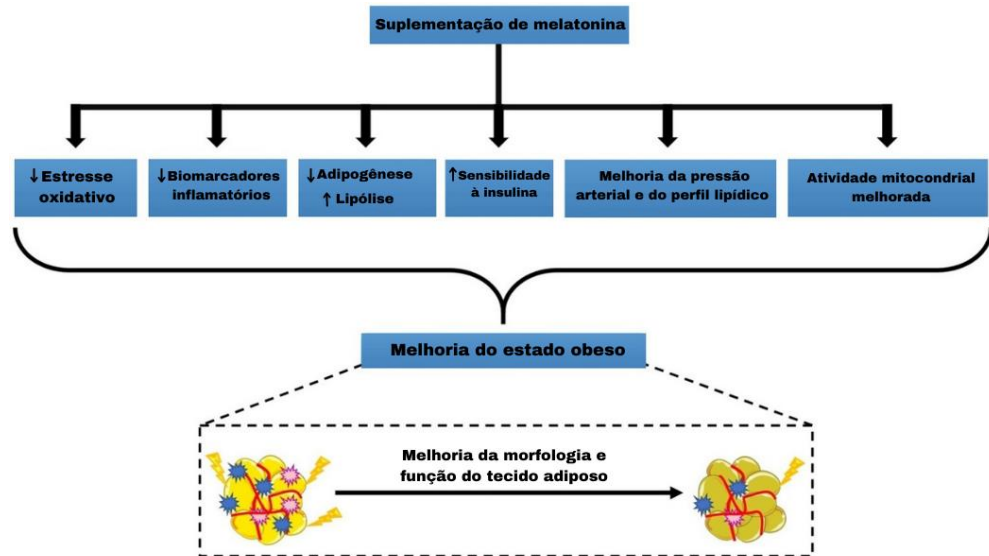 Suplementação de melatonina
↓Estresse
oxidativo
↓Biomarcadores
inflamatórios
↓Adipogênese
↑ Lipólise
↑Sensibilidade
à insulina
Melhoria da pressão
arterial e do perfil lipídico
Atividade mitocondrial
melhorada
Melhoria do estado obeso
Melhoria da morfologia e
função do tecido adiposo